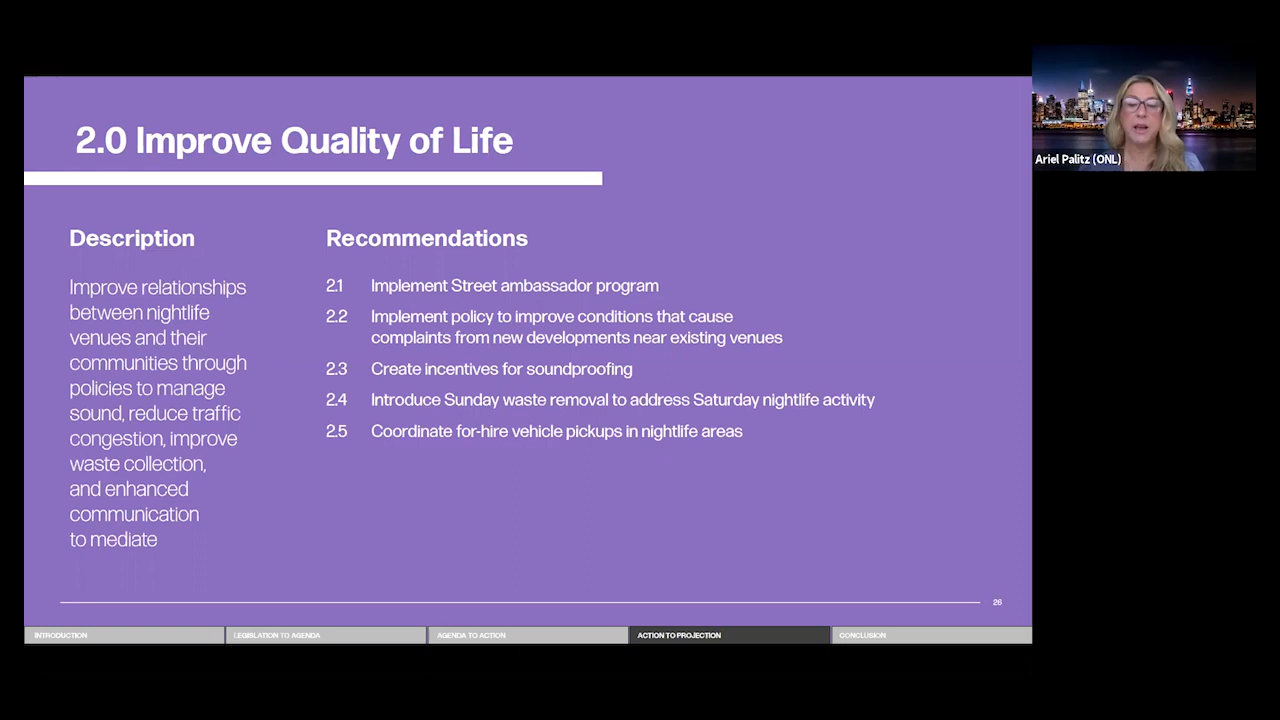 2.0 Improve Quality of Life
Description
Improve relationships
between nightlife
venues and their
communities through
policies to manage
sound, reduce traffic
congestion, improve
waste collection,
and enhanced
communication
to mediate
Recommendations
2.1 Implement Street ambassador program
2.2 Implement policy to improve conditions that cause
complaints from new developments near existing venues
2.3 Create incentives for soundproofing
2.4 Introduce Sunday waste removal to address Saturday nightlife activity
2.5 Coordinate for-hire vehicle pickups in nightlife areas
26
INTRODUCTION
LEGISLATION TO AGENDA
AGENDA TO ACTION
ACTION TO PROJECTION
CONCLUSION
Ariel Palitz (ONL)